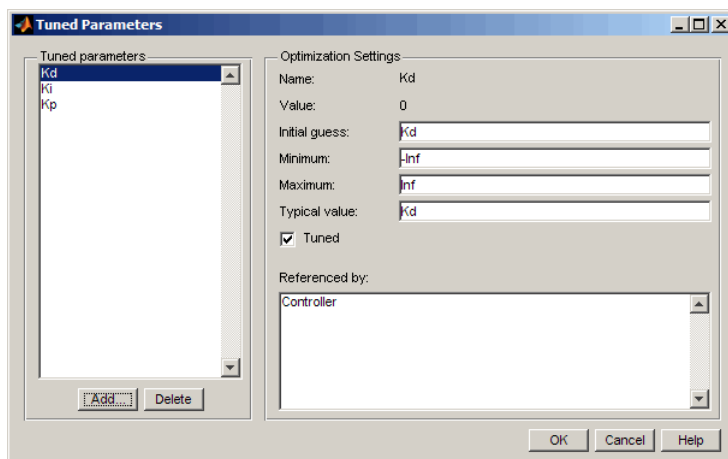 Tuned Parameters
Tuned parameters
Kd
Ki
Kp
Add...
Delete
Optimization Settings
Name: Kd
Value: 0
Initial guess: Kd
Minimum: -Inf
Maximum: Inf
Typical value: Kd
Tuned
Referenced by:
Controller
OK Cancel Help